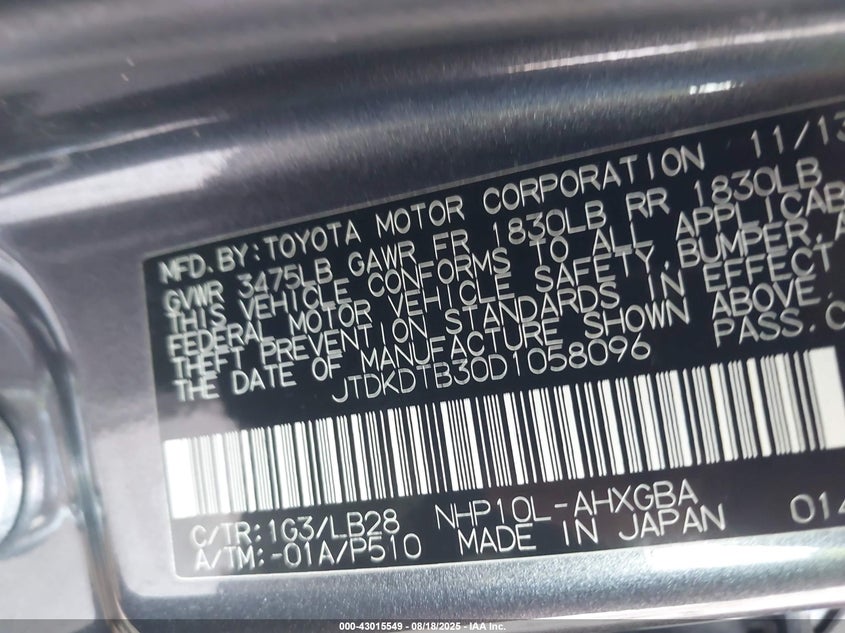 MFD. BY: TOYOTA MOTOR CORPORATION 11/13
GVWR 3475LB GAWR FR 1830LB RR 1830LB
THIS VEHICLE CONFORMS TO ALL APPLICAB
FEDERAL MOTOR VEHICLE SAFETY, BUMPER, A
THEFT PREVENTION STANDARDS IN EFFECT
THE DATE OF MANUFACTURE SHOWN ABOVE.
JTDKDTB30D1058096 PASS. C
C/TR: 1G3/LB28 NHP10L-AHXGBA
A/TM: -01A/P510 MADE IN JAPAN 014
000-43015549 - 08/18/2025 - IAA Inc.